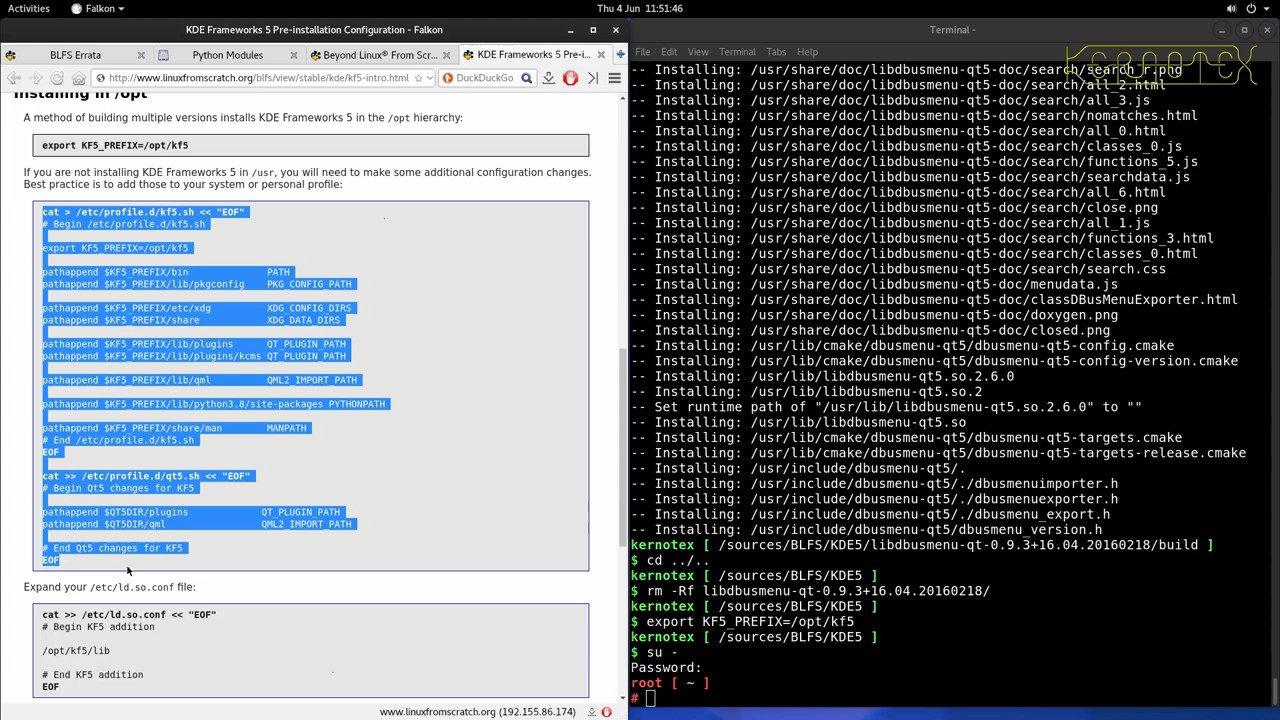 Activities
Falkon
Thu 4 Jun 11:51:46
KDE Frameworks 5 Pre-installation Configuration - Falkon
BLFS Errata
Python Modules
Beyond Linux® From Scr...
KDE Frameworks 5 Pre-i...
http://www.linuxfromscratch.org/blfs/view/stable/kde/kf5-intro.html
DuckDuckGo
Installing in /opt
A method of building multiple versions installs KDE Frameworks 5 in the /opt hierarchy:
export KF5_PREFIX=/opt/kf5
If you are not installing KDE Frameworks 5 in /usr, you will need to make some additional configuration changes.
Best practice is to add those to your system or personal profile:
cat > /etc/profile.d/kf5.sh << "EOF"
# Begin /etc/profile.d/kf5.sh
export KF5_PREFIX=/opt/kf5
pathappend $KF5_PREFIX/bin PATH
pathappend $KF5_PREFIX/lib/pkgconfig PKG_CONFIG_PATH
pathappend $KF5_PREFIX/etc/xdg XDG_CONFIG_DIRS
pathappend $KF5_PREFIX/share XDG_DATA_DIRS
pathappend $KF5_PREFIX/lib/plugins QT_PLUGIN_PATH
pathappend $KF5_PREFIX/lib/plugins/kcms QT_PLUGIN_PATH
pathappend $KF5_PREFIX/lib/qml QML2_IMPORT_PATH
pathappend $KF5_PREFIX/lib/python3.8/site-packages PYTHONPATH
pathappend $KF5_PREFIX/share/man MANPATH
# End /etc/profile.d/kf5.sh
EOF
cat >> /etc/profile.d/qt5.sh << "EOF"
# Begin Qt5 changes for KF5
pathappend $QT5DIR/plugins QT_PLUGIN_PATH
pathappend $QT5DIR/qml QML2_IMPORT_PATH
# End Qt5 changes for KF5
EOF
Expand your /etc/ld.so.conf file:
cat >> /etc/ld.so.conf << "EOF"
# Begin KF5 addition
/opt/kf5/lib
# End KF5 addition
EOF
www.linuxfromscratch.org (192.155.86.174)
Terminal -
File Edit View Terminal Tabs Help
KERNOTEX
-- Installing: /usr/share/doc/libdbusmenu-qt5-doc/search/search_r.png
-- Installing: /usr/share/doc/libdbusmenu-qt5-doc/search/all_2.html
-- Installing: /usr/share/doc/libdbusmenu-qt5-doc/search/all_3.js
-- Installing: /usr/share/doc/libdbusmenu-qt5-doc/search/nomatches.html
-- Installing: /usr/share/doc/libdbusmenu-qt5-doc/search/all_0.html
-- Installing: /usr/share/doc/libdbusmenu-qt5-doc/search/classes_0.js
-- Installing: /usr/share/doc/libdbusmenu-qt5-doc/search/functions_5.js
-- Installing: /usr/share/doc/libdbusmenu-qt5-doc/search/searchdata.js
-- Installing: /usr/share/doc/libdbusmenu-qt5-doc/search/all_6.html
-- Installing: /usr/share/doc/libdbusmenu-qt5-doc/search/close.png
-- Installing: /usr/share/doc/libdbusmenu-qt5-doc/search/all_1.js
-- Installing: /usr/share/doc/libdbusmenu-qt5-doc/search/functions_3.html
-- Installing: /usr/share/doc/libdbusmenu-qt5-doc/search/classes_0.html
-- Installing: /usr/share/doc/libdbusmenu-qt5-doc/search/search.css
-- Installing: /usr/share/doc/libdbusmenu-qt5-doc/menudata.js
-- Installing: /usr/share/doc/libdbusmenu-qt5-doc/classDBusMenuExporter.html
-- Installing: /usr/share/doc/libdbusmenu-qt5-doc/doxygen.png
-- Installing: /usr/share/doc/libdbusmenu-qt5-doc/closed.png
-- Installing: /usr/lib/cmake/dbusmenu-qt5/dbusmenu-qt5-config.cmake
-- Installing: /usr/lib/cmake/dbusmenu-qt5/dbusmenu-qt5-config-version.cmake
-- Installing: /usr/lib/libdbusmenu-qt5.so.2.6.0
-- Installing: /usr/lib/libdbusmenu-qt5.so.2
-- Set runtime path of "/usr/lib/libdbusmenu-qt5.so.2.6.0" to ""
-- Installing: /usr/lib/libdbusmenu-qt5.so
-- Installing: /usr/lib/cmake/dbusmenu-qt5/dbusmenu-qt5-targets.cmake
-- Installing: /usr/lib/cmake/dbusmenu-qt5/dbusmenu-qt5-targets-release.cmake
-- Installing: /usr/include/dbusmenu-qt5/.
-- Installing: /usr/include/dbusmenu-qt5/./dbusmenuimporter.h
-- Installing: /usr/include/dbusmenu-qt5/./dbusmenuexporter.h
-- Installing: /usr/include/dbusmenu-qt5/./dbusmenu_export.h
-- Installing: /usr/include/dbusmenu-qt5/dbusmenu_version.h
kernotex [ /sources/BLFS/KDE5/libdbusmenu-qt-0.9.3+16.04.20160218/build ]
$ cd ../..
kernotex [ /sources/BLFS/KDE5 ]
$ rm -Rf libdbusmenu-qt-0.9.3+16.04.20160218/
kernotex [ /sources/BLFS/KDE5 ]
$ export KF5_PREFIX=/opt/kf5
kernotex [ /sources/BLFS/KDE5 ]
$ su -
Password:
root [ ~ ]
#